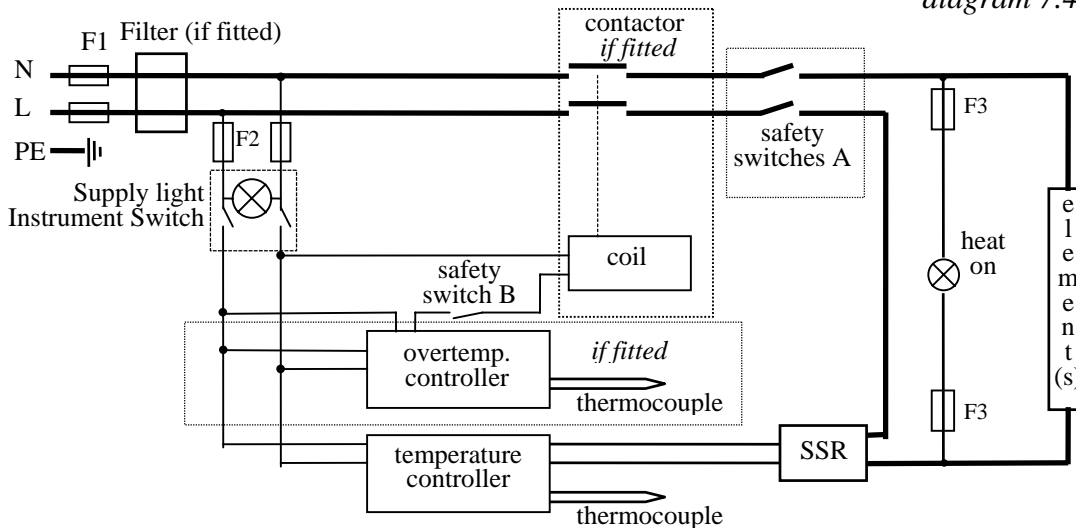 diagram 7.4
contactor
if fitted
F1
Filter (if fitted)
N
L
PE
F2
F3
safety
switches A
Supply light
Instrument Switch
coil
safety
switch B
heat
on
element
(s)
overtemp.
controller
if fitted
thermocouple
F3
temperature
controller
SSR
thermocouple